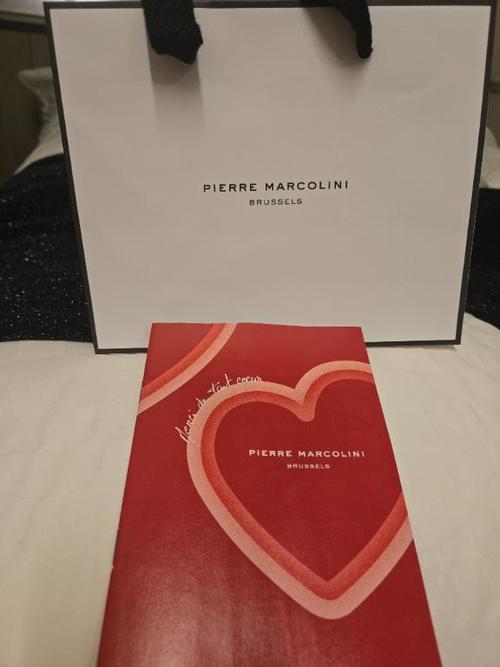 PIERRE MARCOLINI
BRUSSELS
Merci de tout coeur
PIERRE MARCOLINI
BRUSSELS